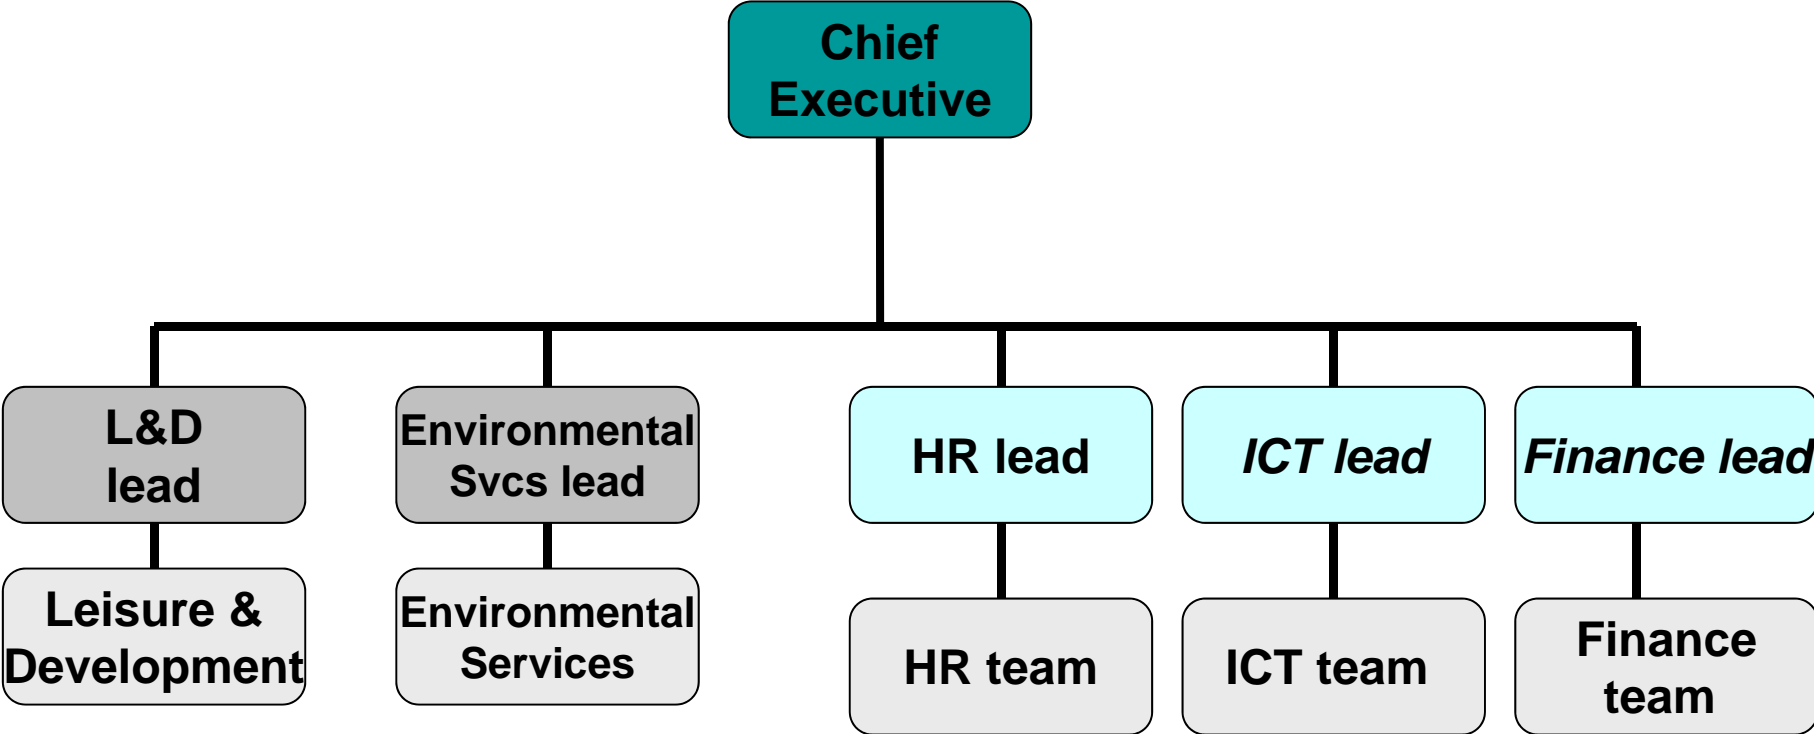 Chief
Executive
L&D
lead
Environmental
Svcs lead
HR lead
ICT lead
Finance lead
Leisure &
Development
Environmental
Services
HR team
ICT team
Finance
team